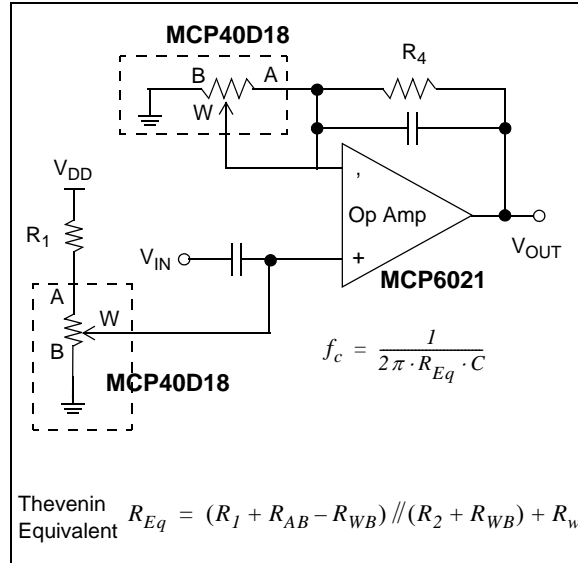 MCP40D18
B A
W
R4
VDD
R1
,
Op Amp
VIN
+
VOUT
MCP6021
A
W
B
MCP40D18
fc = 1 / (2π · REq · C)
Thevenin
Equivalent REq = (R1 + RAB – RWB) // (R2 + RWB) + Rw